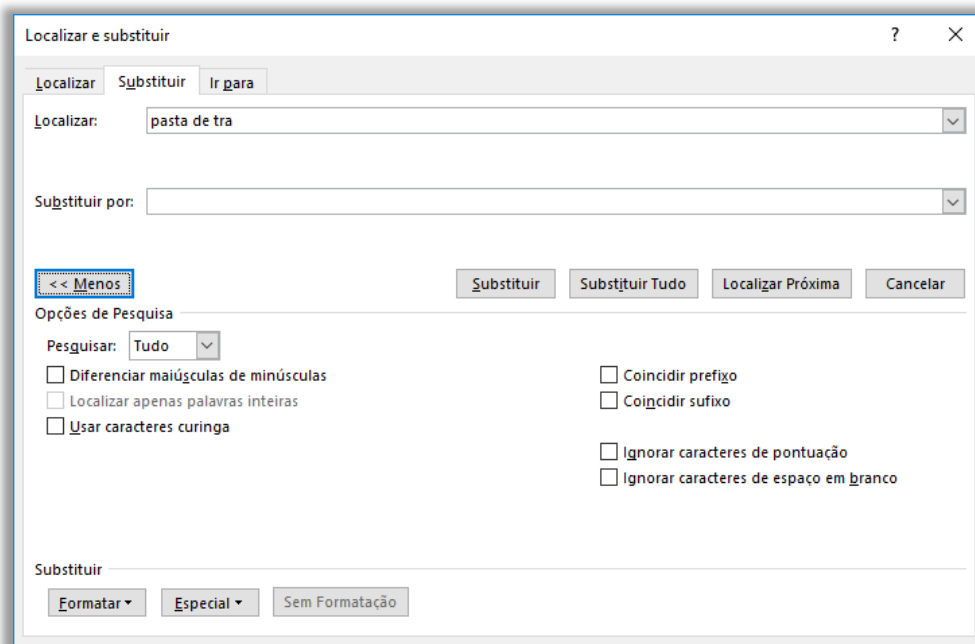 Localizar e substituir ?
Localizar Substituir Ir para
Localizar: pasta de tra
Substituir por:
<< Menos Substituir Substituir Tudo Localizar Próxima Cancelar
Opções de Pesquisa
Pesquisar: Tudo
Diferenciar maiúsculas de minúsculas Coincidir prefixo
Localizar apenas palavras inteiras Coincidir sufixo
Usar caracteres curinga
Ignorar caracteres de pontuação
Ignorar caracteres de espaço em branco
Substituir
Formatar Especial Sem Formatação